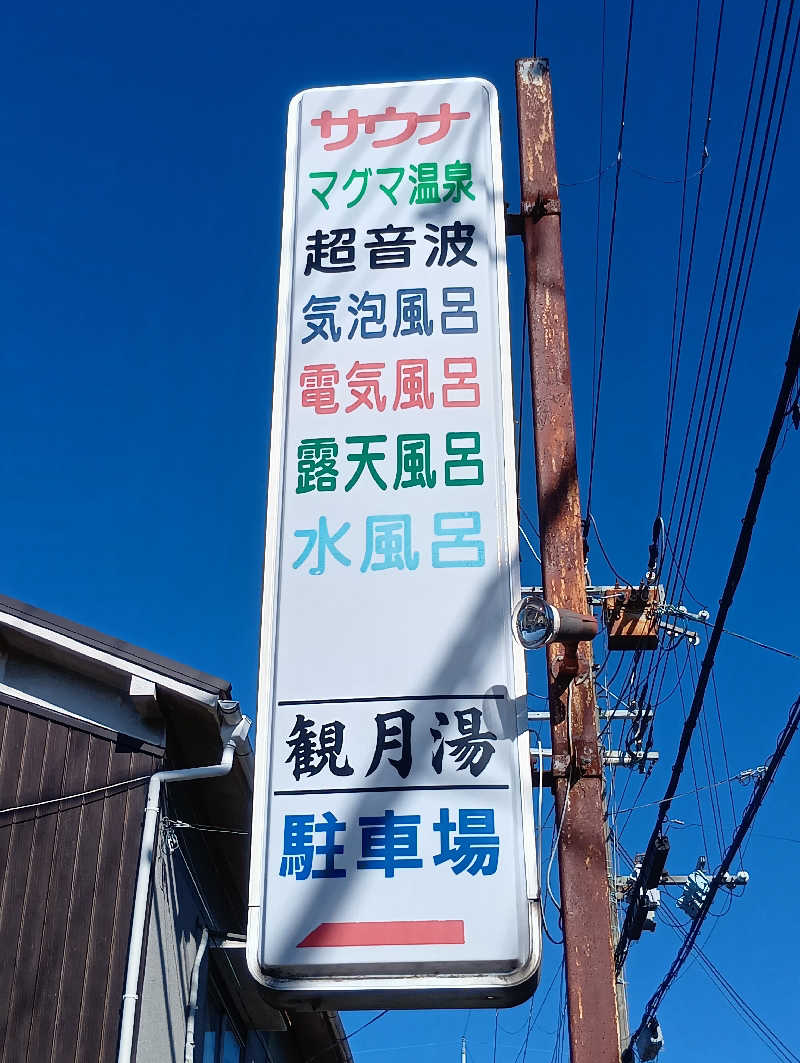 サウナ
マグマ温泉
超音波
気泡風呂
電気風呂
露天風呂
水風呂
観月湯
駐車場